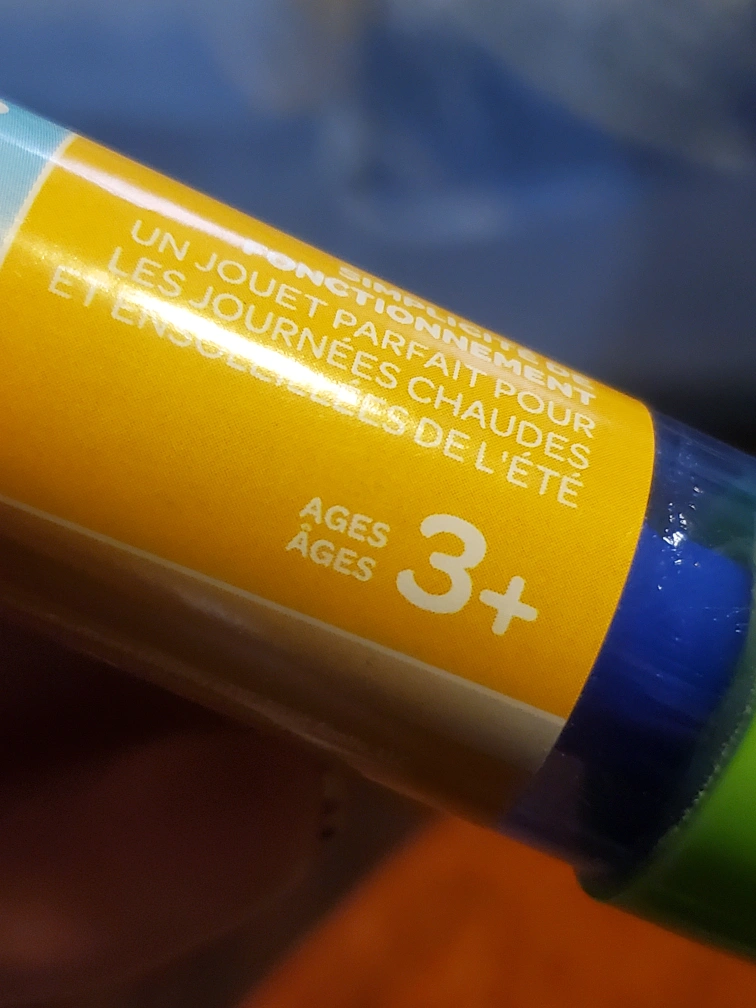 SIMPLICITÉ DE
FONCTIONNEMENT
UN JOUET PARFAIT POUR
LES JOURNÉES CHAUDES
ET ENSOLEILLÉES DE L'ÉTÉ
AGES
ÂGES
3+